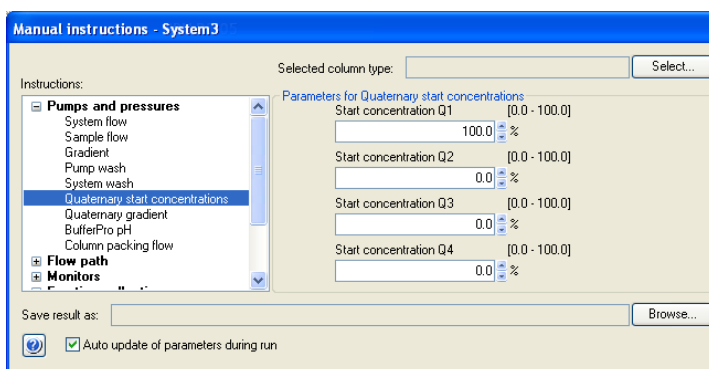 Manual instructions - System3
Selected column type:
Select...
Instructions:
Pumps and pressures
System flow
Sample flow
Gradient
Pump wash
System wash
Quaternary start concentrations
Quaternary gradient
BufferPro pH
Column packing flow
Flow path
Monitors
Parameters for Quaternary start concentrations
Start concentration Q1 [0.0 - 100.0]
100.0 %
Start concentration Q2 [0.0 - 100.0]
0.0 %
Start concentration Q3 [0.0 - 100.0]
0.0 %
Start concentration Q4 [0.0 - 100.0]
0.0 %
Save result as:
Browse...
Auto update of parameters during run